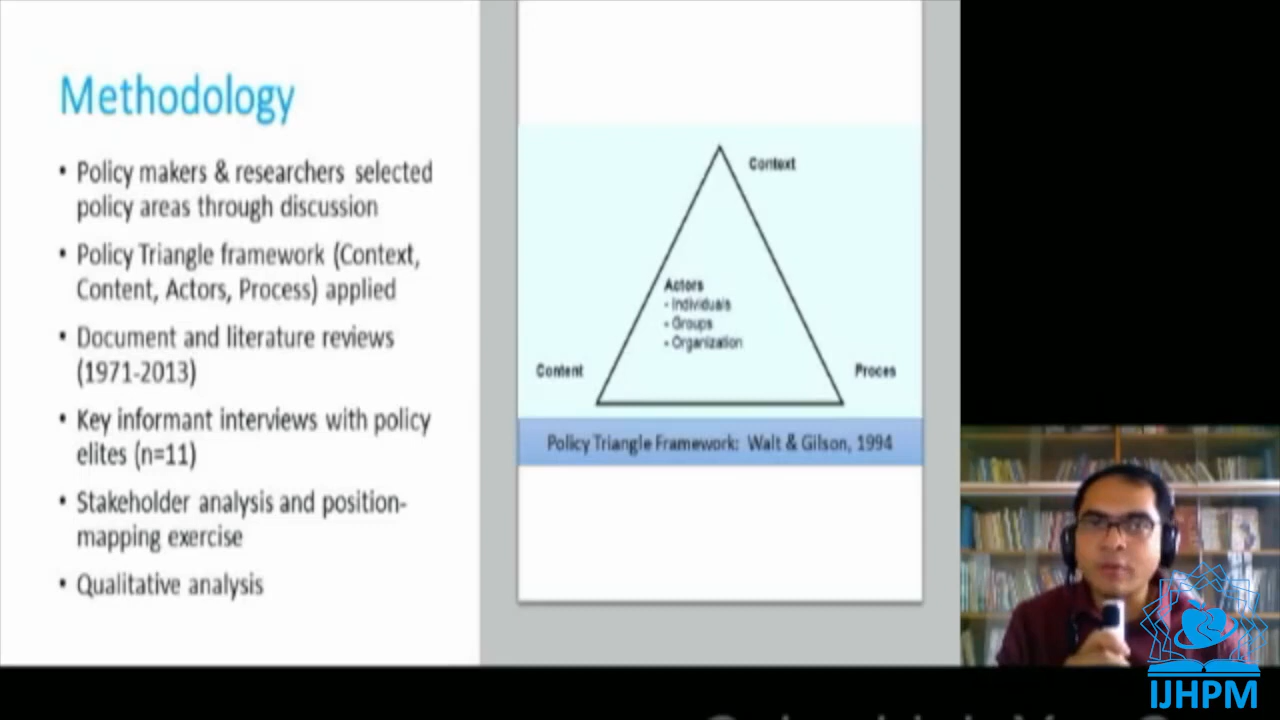 Methodology
• Policy makers & researchers selected
policy areas through discussion
• Policy Triangle framework (Context,
Content, Actors, Process) applied
• Document and literature reviews
(1971-2013)
• Key informant interviews with policy
elites (n=11)
• Stakeholder analysis and position-
mapping exercise
• Qualitative analysis
Context
Actors
- Individuals
- Groups
- Organization
Content
Proces
Policy Triangle Framework: Walt & Gilson, 1994
IJHPM